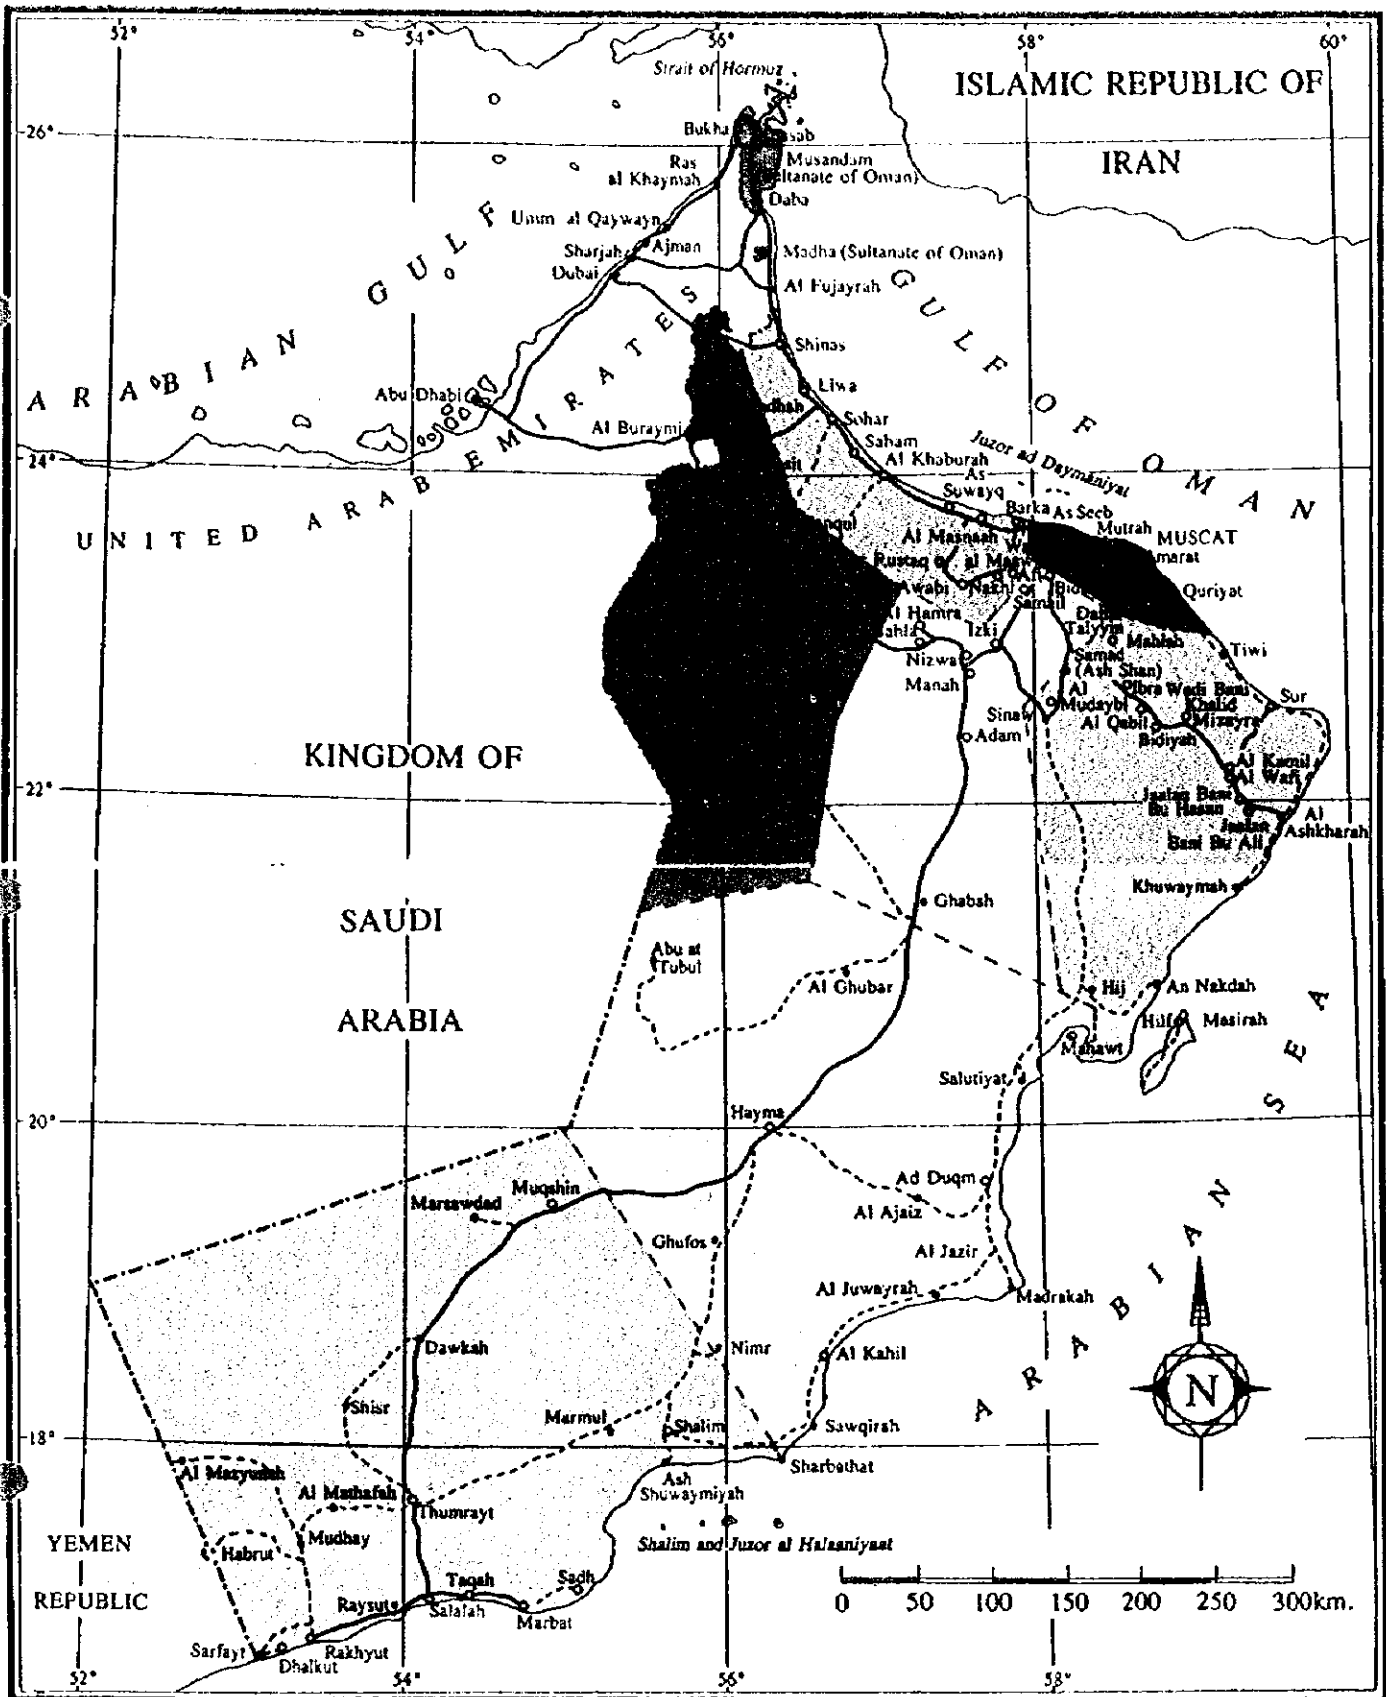 52°
54°
56°
58°
60°
Strait of Hormuz
ISLAMIC REPUBLIC OF
IRAN
26°
Bukha
Ras
al Khaymah
Musandam
Daba
Umm al Qaywayn
Ajman
Sharjah
Dubai
Madha (Sultanate of Oman)
Al Fujayrah
ARABIAN GULF
GULF OF OMAN
Shinas
Liwa
Abu Dhabi
Al Buraymi
Sohar
Saham
Al Khaburah
24°
UNITED ARAB EMIRATES
Juzor ad Daymaniyat
As
Suwayq
Barka
As Seeb
Mutrah
MUSCAT
Al Masnaah
Rustaq
Awabi
Nakhl
Quriyat
Samail
Al Hamra
Izki
Taiyyin
Mahlah
Tiwi
Nizwa
Samad
(Ash Shan)
Manah
Al
Mudaybi
Ibra
Wadi Bani
Khalid
Sur
Sinaw
Al Qabil
Mizayra
Adam
Bidiyah
KINGDOM OF
Al Kamil
Al Wafi
22°
Jaalan Bani
Bu Hasan
Al
Ashkharah
Jaalan
Bani Bu Ali
Khuwaymah
Ghabah
SAUDI
Abu at
Tubul
Al Ghubar
Hij
An Nakdah
ARABIA
Hilf
Masirah
Mahawt
Salutiyat
ARABIAN SEA
20°
Hayma
Muqshin
Marsawdad
Ad Duqm
Al Ajaiz
Ghufos
Al Jazir
Al Juwayrah
Madrakah
Dawkah
Nimr
Al Kahil
N
Shisr
Marmul
Shalim
Sawqirah
18°
Sharbathat
Al Mazyunah
Al Mathafah
Ash
Shuwaymiyah
Thumrayt
YEMEN
REPUBLIC
Mudhay
Habrut
Shalim and Juzor al Halaaniyaat
Taqah
Sadh
Raysut
Salalah
Marbat
0 50 100 150 200 250 300km.
Sarfayt
Rakhyut
Dhalkut
52°
54°
56°
58°